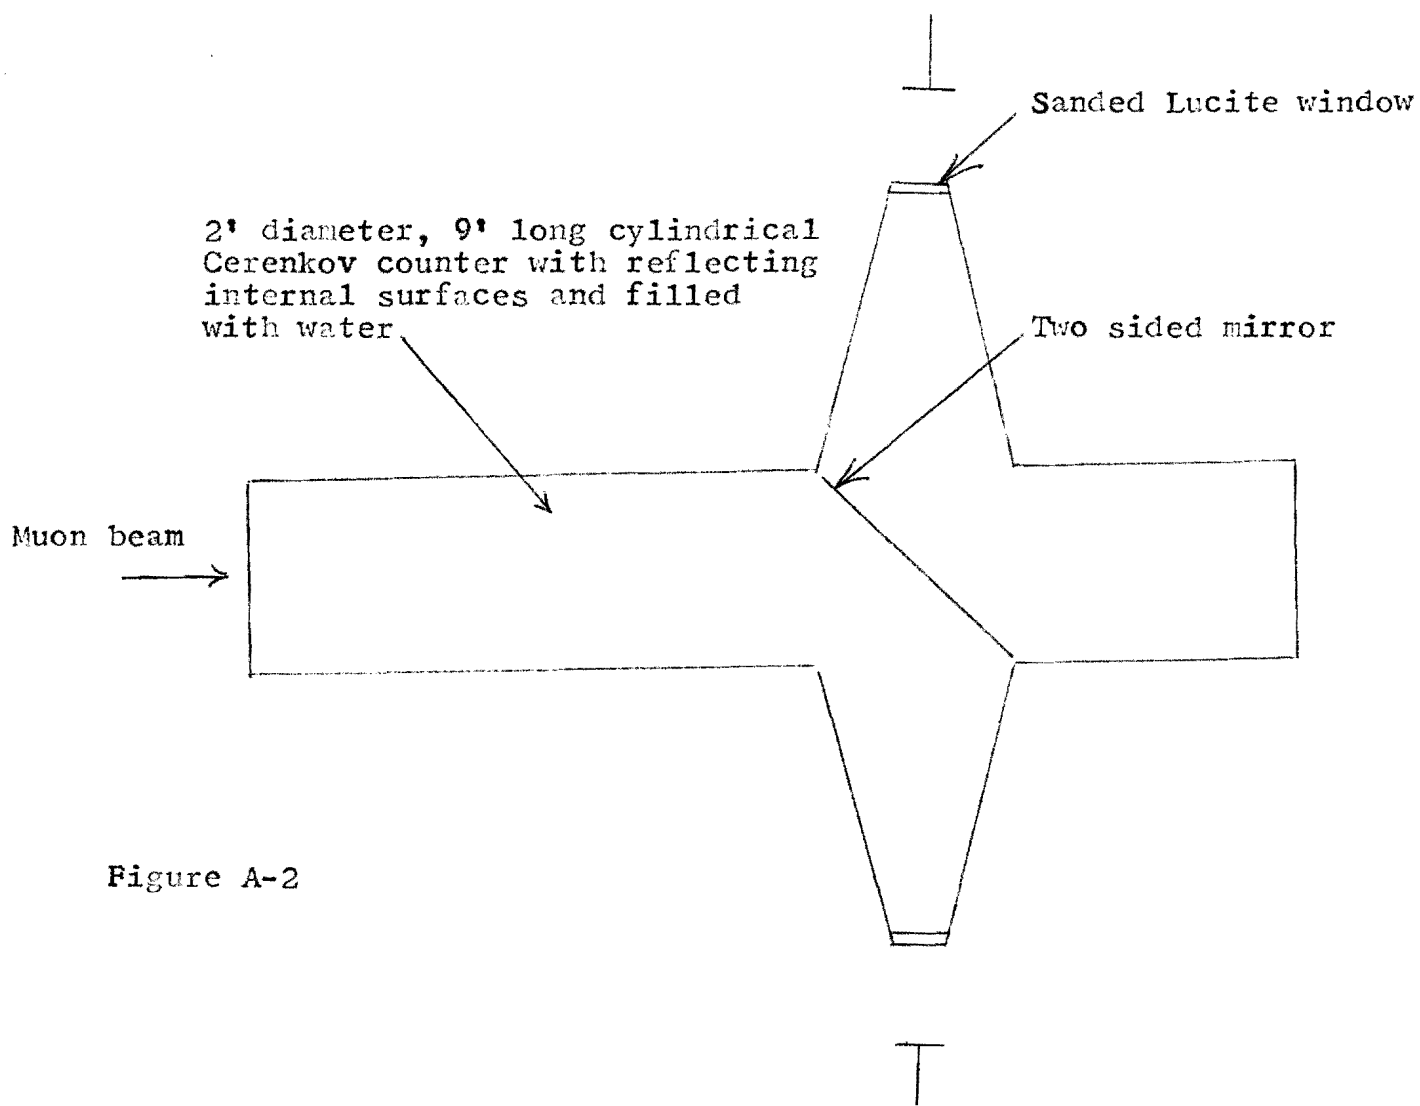 Sanded Lucite window
2' diameter, 9' long cylindrical
Cerenkov counter with reflecting
internal surfaces and filled
with water
Two sided mirror
Muon beam
Figure A-2